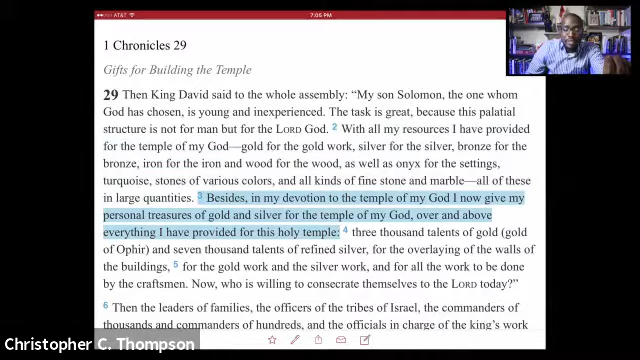 AT&T
7:05 PM
1 Chronicles 29
Gifts for Building the Temple
29 Then King David said to the whole assembly: “My son Solomon, the one whom
God has chosen, is young and inexperienced. The task is great, because this palatial
structure is not for man but for the LORD God. 2 With all my resources I have provided
for the temple of my God—gold for the gold work, silver for the silver, bronze for the
bronze, iron for the iron and wood for the wood, as well as onyx for the settings,
turquoise, stones of various colors, and all kinds of fine stone and marble—all of these
in large quantities. 3 Besides, in my devotion to the temple of my God I now give my
personal treasures of gold and silver for the temple of my God, over and above
everything I have provided for this holy temple: 4 three thousand talents of gold (gold
of Ophir) and seven thousand talents of refined silver, for the overlaying of the walls of
the buildings, 5 for the gold work and the silver work, and for all the work to be done
by the craftsmen. Now, who is willing to consecrate themselves to the LORD today?”
6 Then the leaders of families, the officers of the tribes of Israel, the commanders of
thousands and commanders of hundreds, and the officials in charge of the king’s work
Christopher C. Thompson